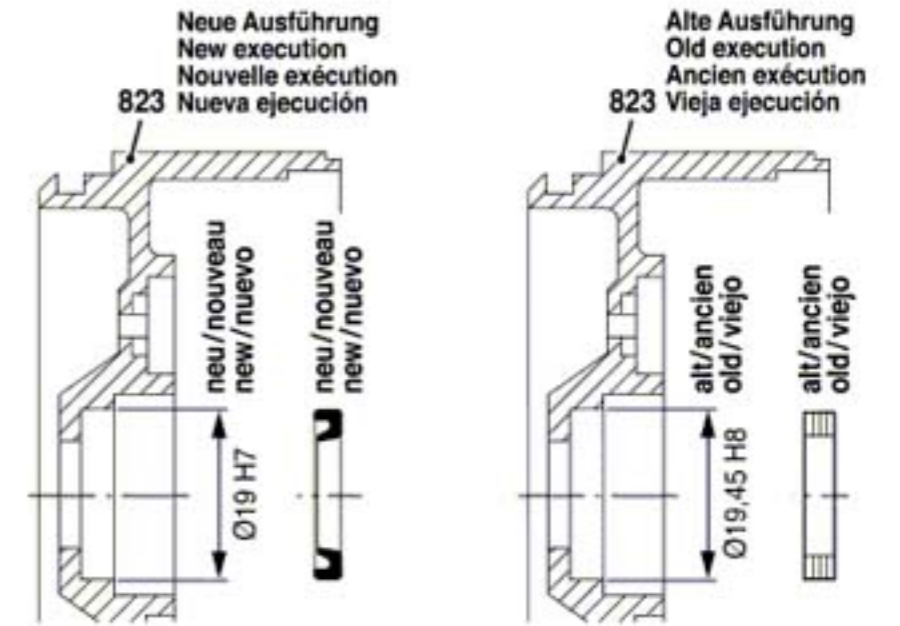 Neue Ausführung
New execution
Nouvelle exécution
823 Nueva ejecución
neu/nouveau
new/nuevo
neu/nouveau
new/nuevo
Ø19 H7
Alte Ausführung
Old execution
Ancien exécution
823 Vieja ejecución
alt/ancien
old/viejo
alt/ancien
old/viejo
Ø19,45 H8